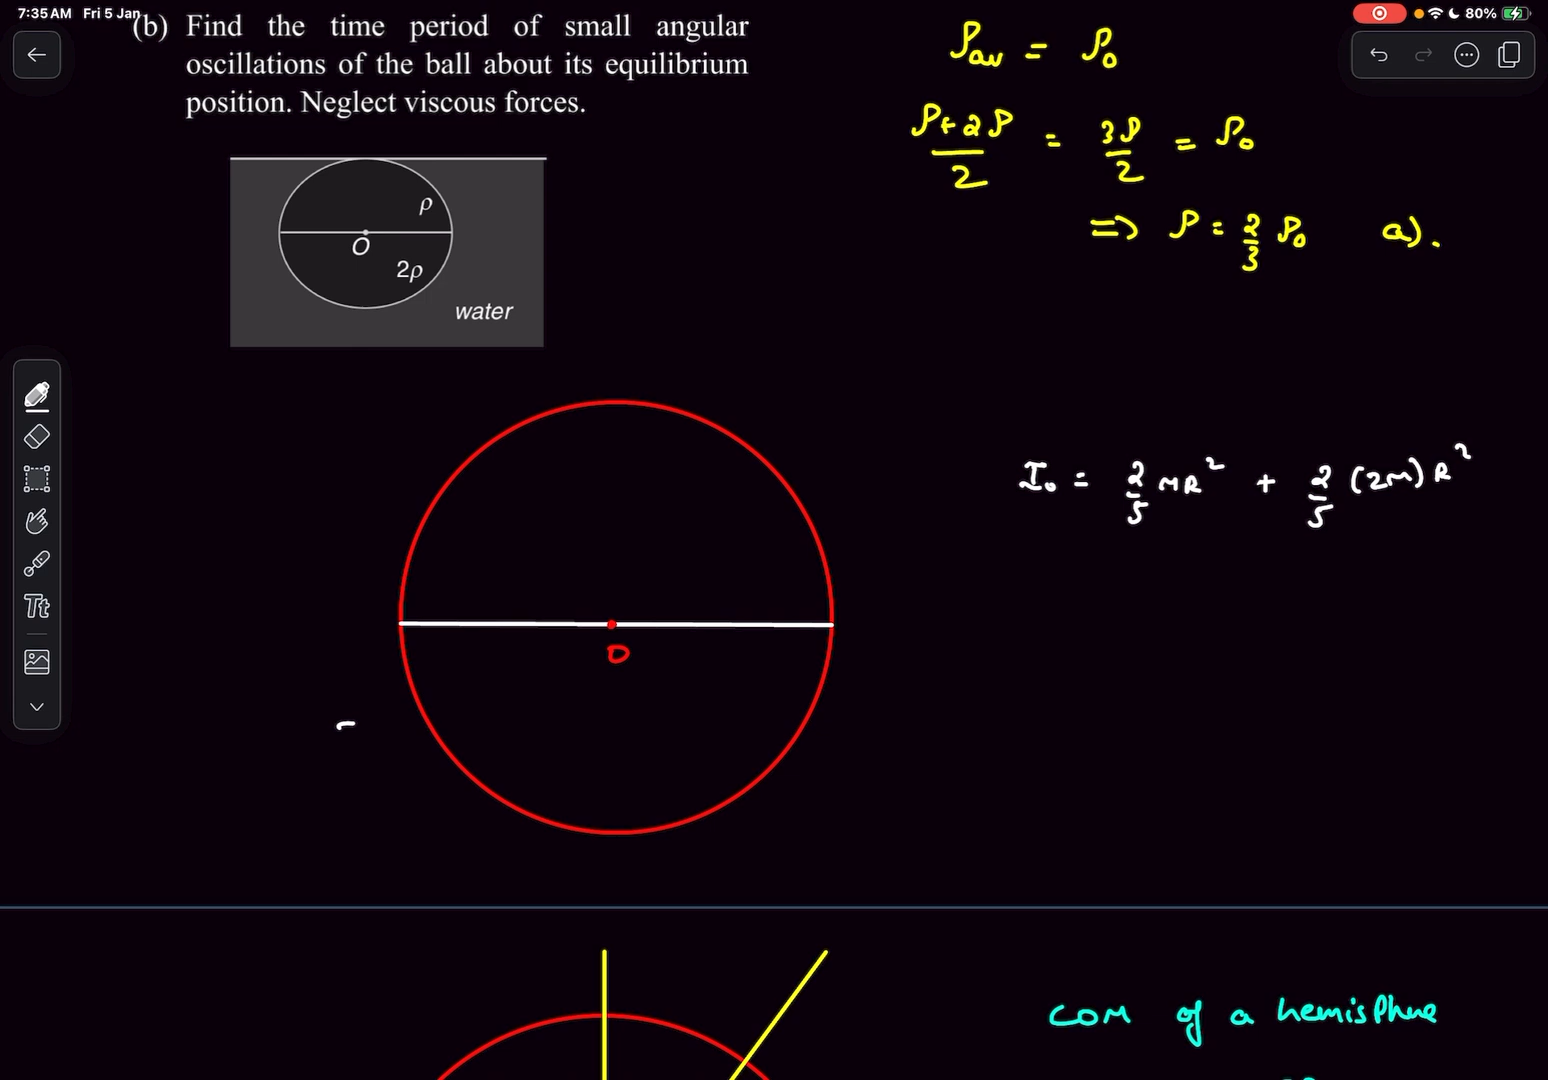 7:35 AM Fri 5 Jan
80%
(b) Find the time period of small angular
oscillations of the ball about its equilibrium
position. Neglect viscous forces.
ρ
O
2ρ
water
ρav = ρ0
ρ+2ρ/2 = 3ρ/2 = ρ0
=> ρ = 2/3 ρ0 a).
I0 = 2/5 MR² + 2/5 (2M) R²
O
Tt
COM of a hemisphere